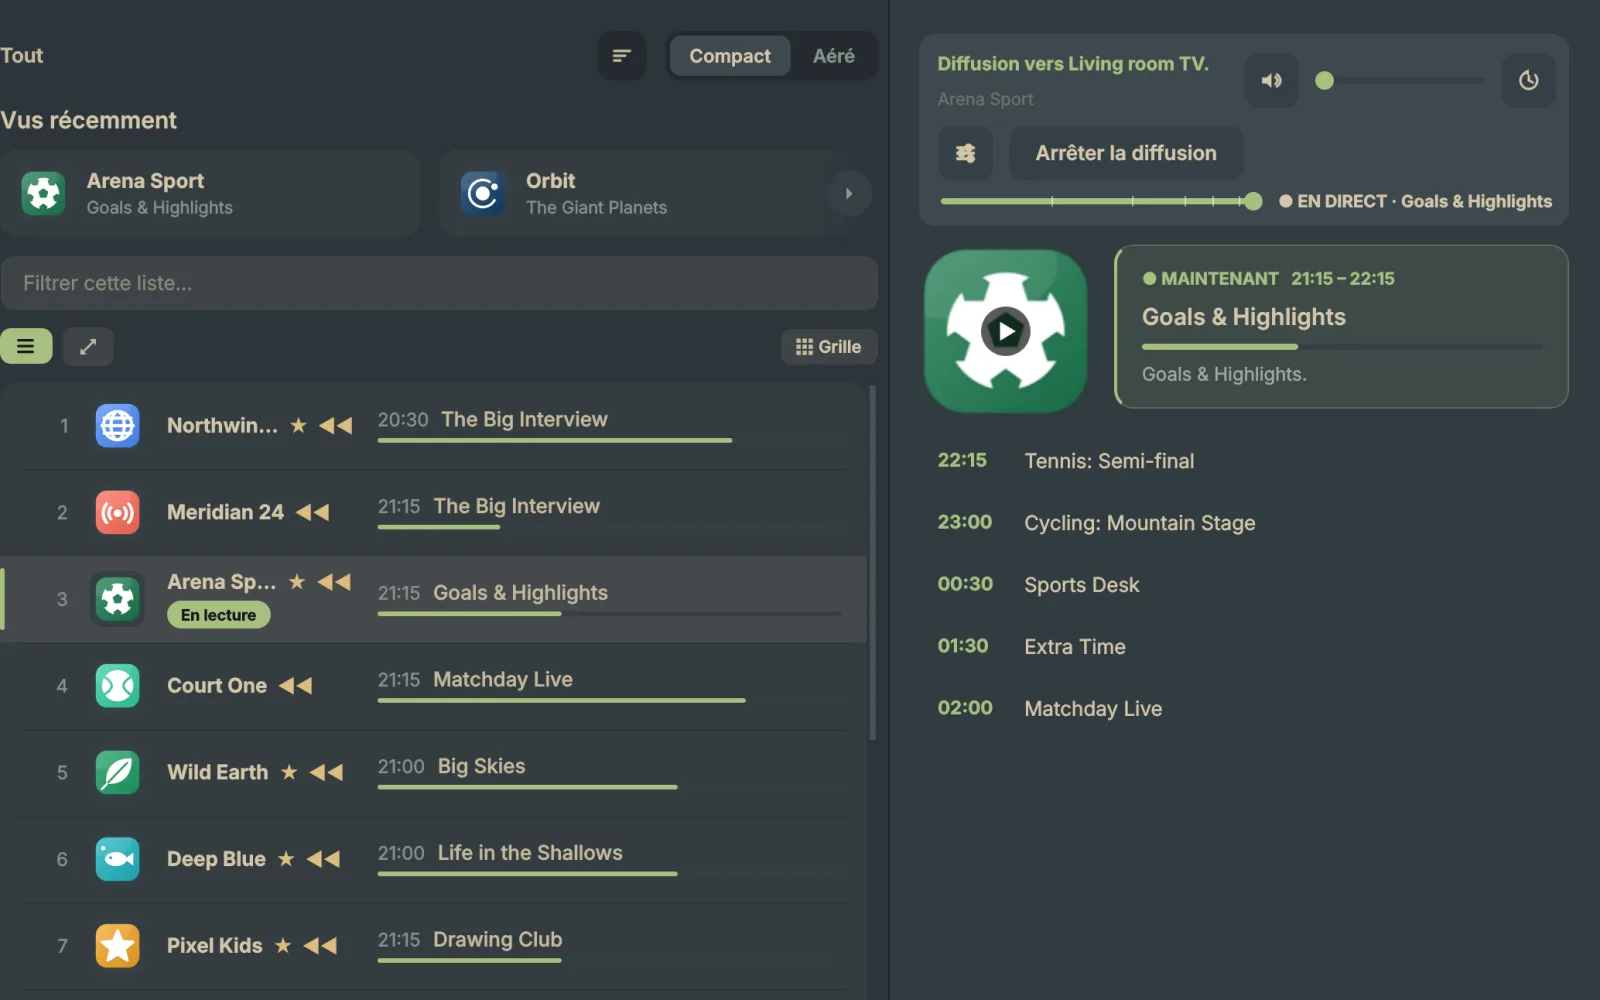 Tout
Compact
Aéré
Vus récemment
Arena Sport
Goals & Highlights
Orbit
The Giant Planets
Filtrer cette liste...
Grille
1
Northwin...
20:30 The Big Interview
2
Meridian 24
21:15 The Big Interview
3
Arena Sp...
En lecture
21:15 Goals & Highlights
4
Court One
21:15 Matchday Live
5
Wild Earth
21:00 Big Skies
6
Deep Blue
21:00 Life in the Shallows
7
Pixel Kids
21:15 Drawing Club
Diffusion vers Living room TV.
Arena Sport
Arrêter la diffusion
EN DIRECT · Goals & Highlights
MAINTENANT 21:15 – 22:15
Goals & Highlights
Goals & Highlights.
22:15 Tennis: Semi-final
23:00 Cycling: Mountain Stage
00:30 Sports Desk
01:30 Extra Time
02:00 Matchday Live